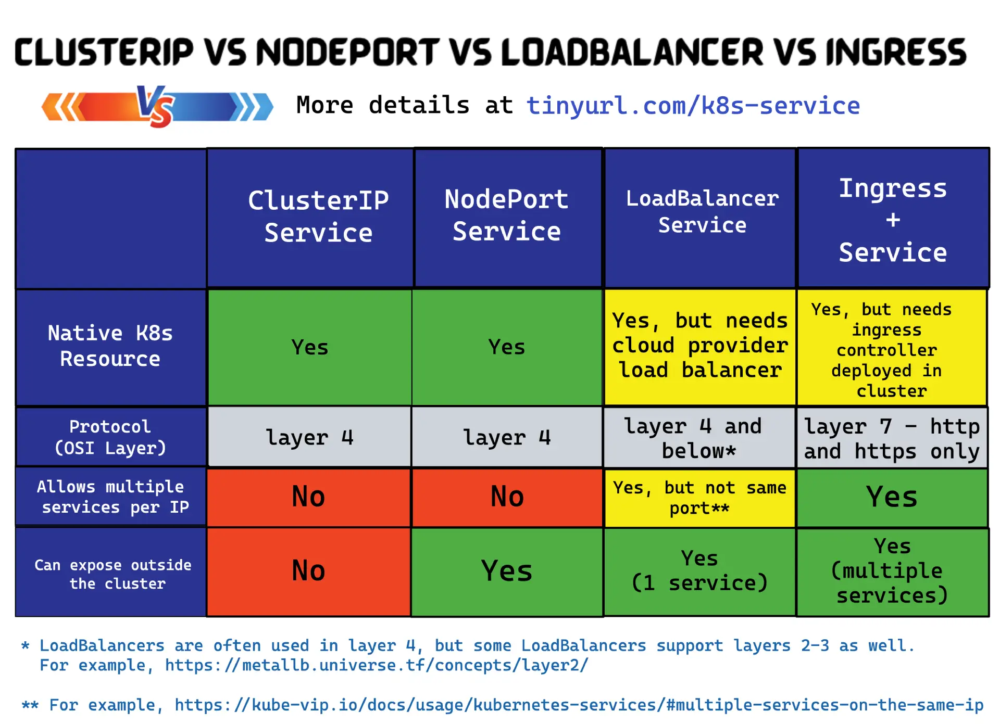 CLUSTERIP VS NODEPORT VS LOADBALANCER VS INGRESS
VS
More details at tinyurl.com/k8s-service
ClusterIP
Service
NodePort
Service
LoadBalancer
Service
Ingress
+
Service
Native K8s
Resource
Yes
Yes
Yes, but needs
cloud provider
load balancer
Yes, but needs
ingress
controller
deployed in
cluster
Protocol
(OSI Layer)
layer 4
layer 4
layer 4 and
below*
layer 7 - http
and https only
Allows multiple
services per IP
No
No
Yes, but not same
port**
Yes
Can expose outside
the cluster
No
Yes
Yes
(1 service)
Yes
(multiple
services)
* LoadBalancers are often used in layer 4, but some LoadBalancers support layers 2-3 as well.
For example, https://metallb.universe.tf/concepts/layer2/
** For example, https://kube-vip.io/docs/usage/kubernetes-services/#multiple-services-on-the-same-ip